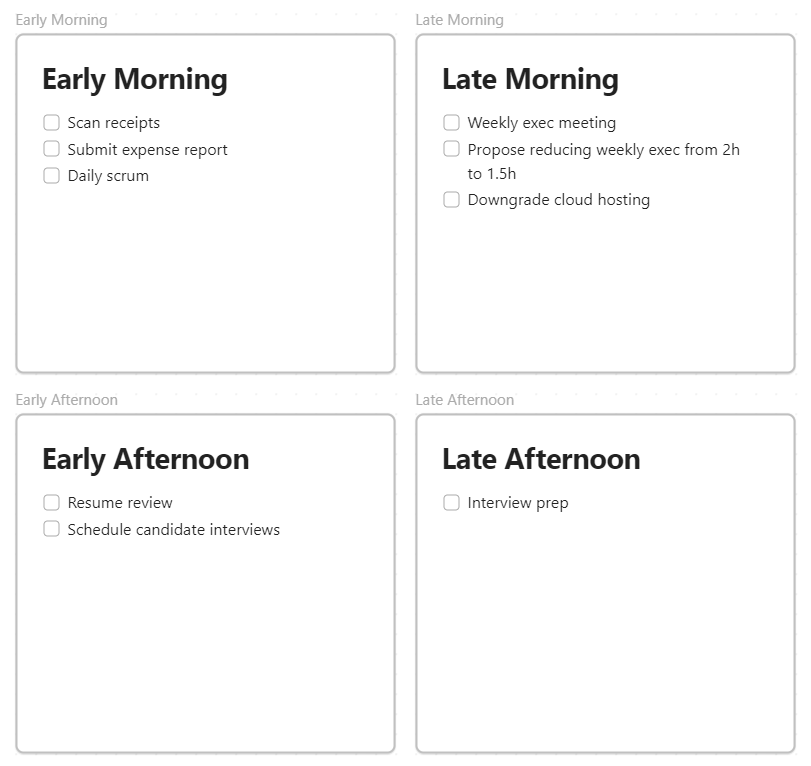 Early Morning
Early Morning
Scan receipts
Submit expense report
Daily scrum
Late Morning
Late Morning
Weekly exec meeting
Propose reducing weekly exec from 2h
to 1.5h
Downgrade cloud hosting
Early Afternoon
Early Afternoon
Resume review
Schedule candidate interviews
Late Afternoon
Late Afternoon
Interview prep